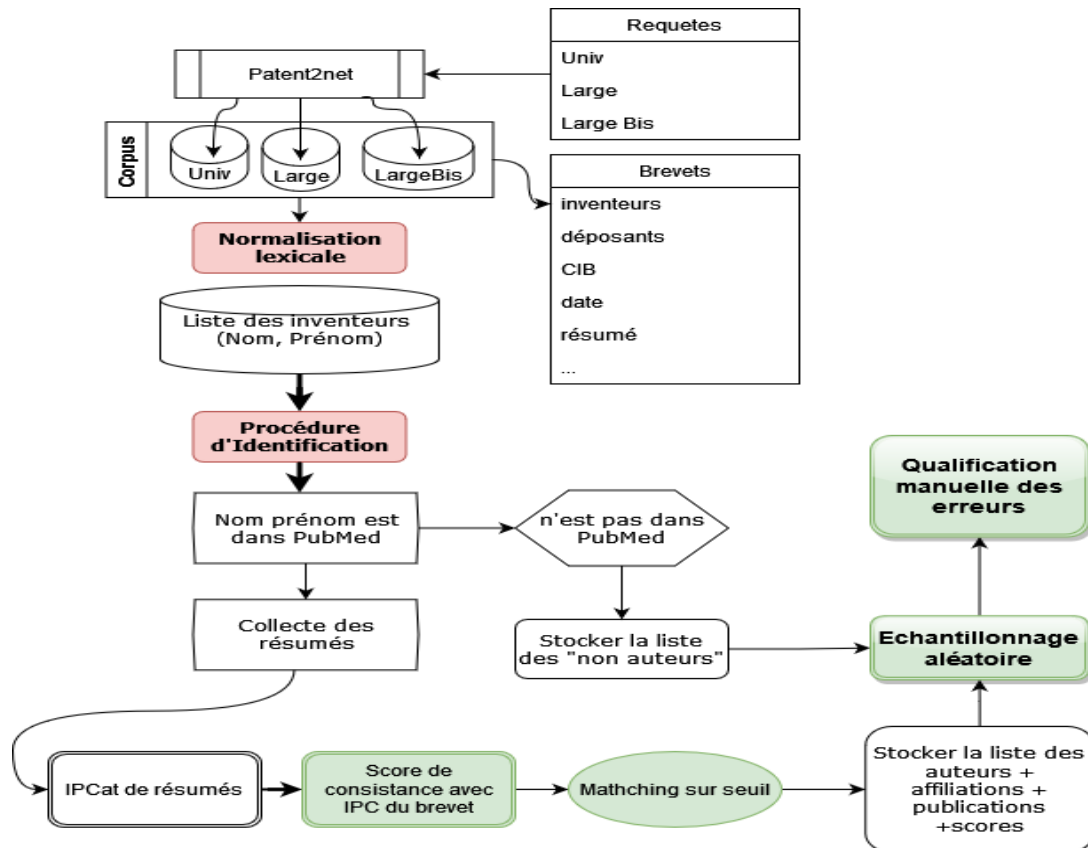 Requetes
Univ
Large
Large Bis
Patent2net
Corpus
Univ
Large
LargeBis
Brevets
inventeurs
déposants
CIB
date
résumé
...
Normalisation
lexicale
Liste des inventeurs
(Nom, Prénom)
Procédure
d'Identification
Nom prénom est
dans PubMed
n'est pas dans
PubMed
Qualification
manuelle des
erreurs
Collecte des
résumés
Stocker la liste
des "non auteurs"
Echantillonnage
aléatoire
IPCat de résumés
Score de
consistance avec
IPC du brevet
Mathching sur seuil
Stocker la liste des
auteurs +
affiliations +
publications
+scores